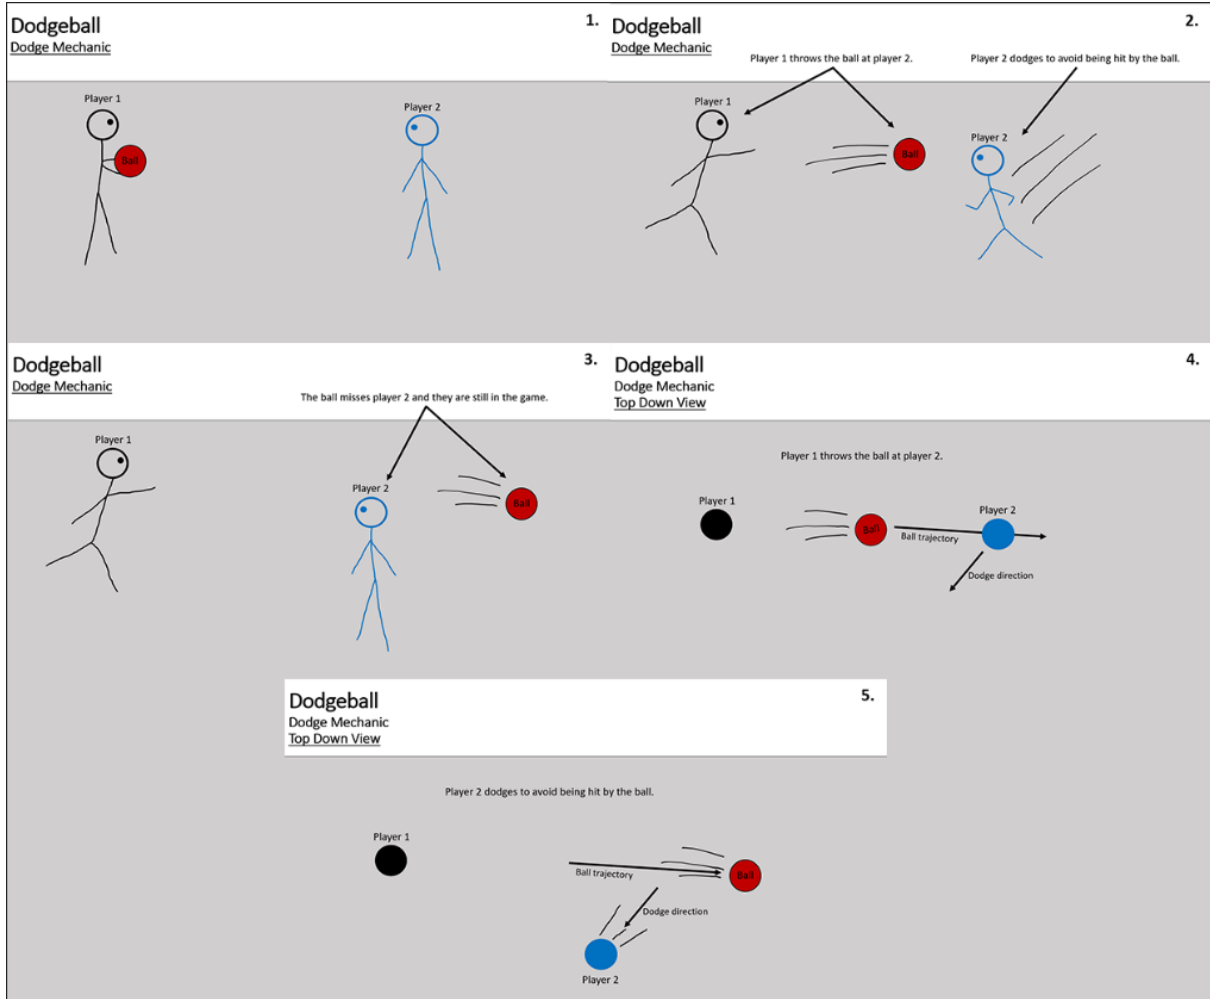 Dodgeball
1.
Dodge Mechanic
Player 1
Player 2
Ball
Dodgeball
2.
Dodge Mechanic
Player 1 throws the ball at player 2.
Player 2 dodges to avoid being hit by the ball.
Player 1
Player 2
Ball
Dodgeball
3.
Dodge Mechanic
The ball misses player 2 and they are still in the game.
Player 1
Player 2
Ball
Dodgeball
4.
Dodge Mechanic
Top Down View
Player 1 throws the ball at player 2.
Player 1
Player 2
Ball
Ball trajectory
Dodge direction
Dodgeball
5.
Dodge Mechanic
Top Down View
Player 2 dodges to avoid being hit by the ball.
Player 1
Ball trajectory
Ball
Dodge direction
Player 2